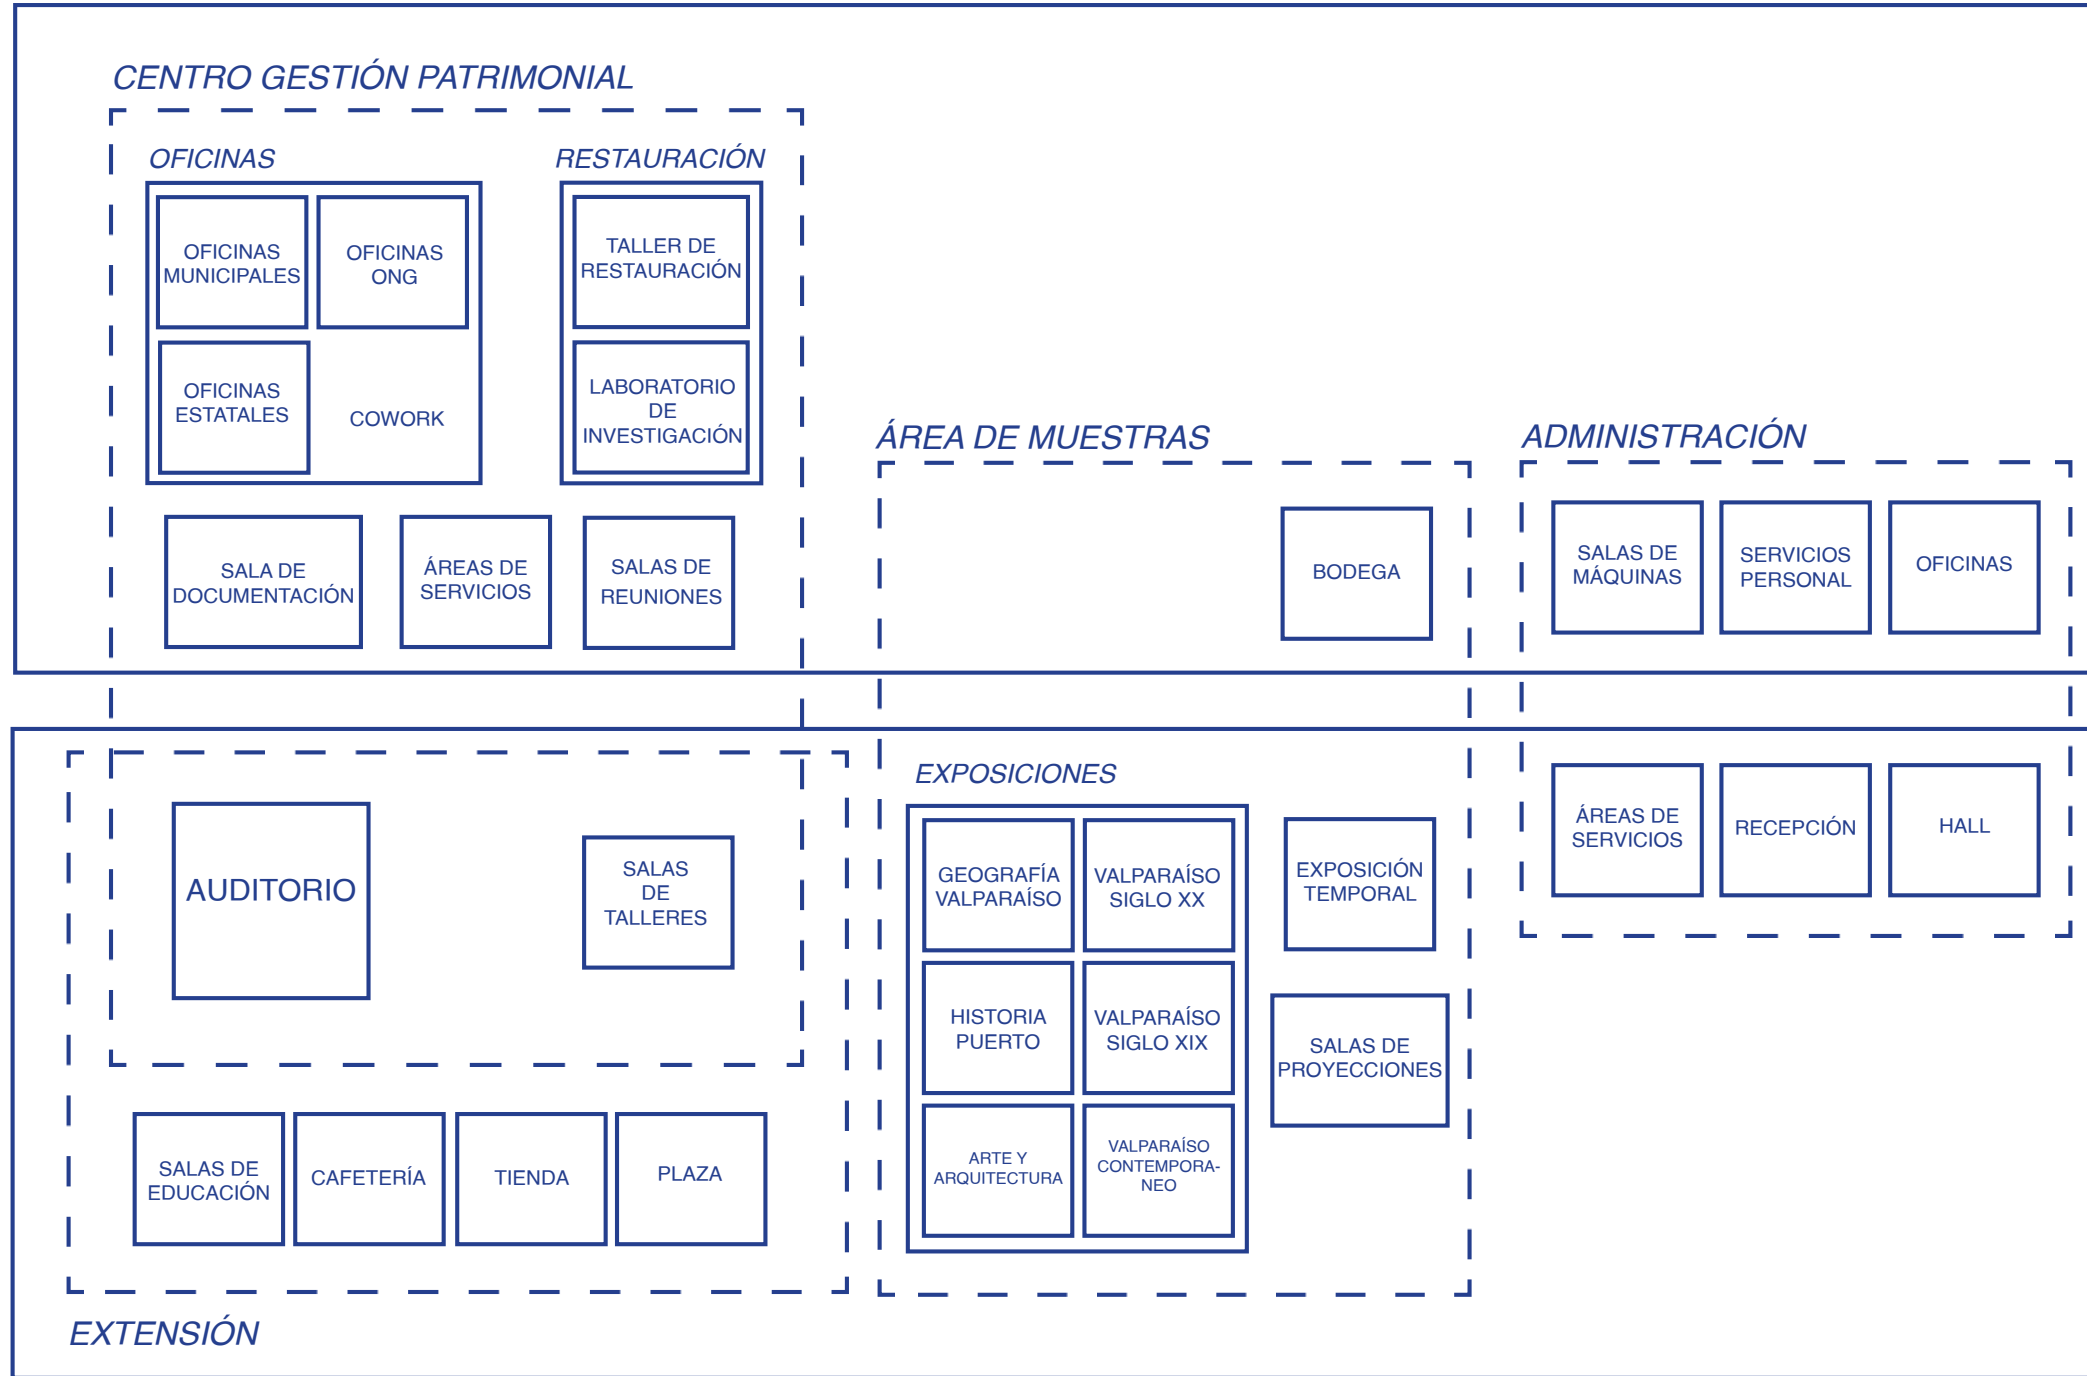 CENTRO GESTIÓN PATRIMONIAL
OFICINAS
OFICINAS
MUNICIPALES
OFICINAS
ONG
OFICINAS
ESTATALES
COWORK
RESTAURACIÓN
TALLER DE
RESTAURACIÓN
LABORATORIO
DE
INVESTIGACIÓN
SALA DE
DOCUMENTACIÓN
ÁREAS DE
SERVICIOS
SALAS DE
REUNIONES
ÁREA DE MUESTRAS
BODEGA
ADMINISTRACIÓN
SALAS DE
MÁQUINAS
SERVICIOS
PERSONAL
OFICINAS
AUDITORIO
SALAS
DE
TALLERES
SALAS DE
EDUCACIÓN
CAFETERÍA
TIENDA
PLAZA
EXTENSIÓN
EXPOSICIONES
GEOGRAFÍA
VALPARAÍSO
VALPARAÍSO
SIGLO XX
HISTORIA
PUERTO
VALPARAÍSO
SIGLO XIX
ARTE Y
ARQUITECTURA
VALPARAÍSO
CONTEMPORA-
NEO
EXPOSICIÓN
TEMPORAL
SALAS DE
PROYECCIONES
ÁREAS DE
SERVICIOS
RECEPCIÓN
HALL